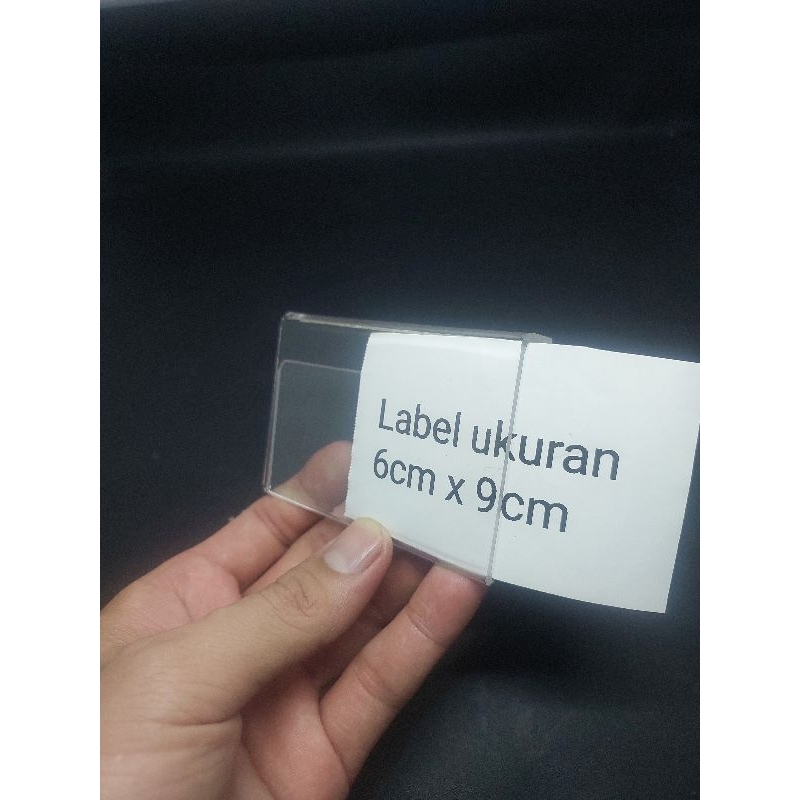 Label ukuran
6cm x 9cm